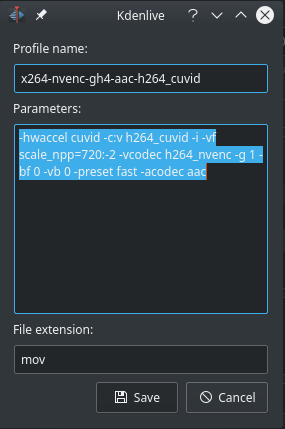 Kdenlive
Profile name:
x264-nvenc-gh4-aac-h264_cuvid
Parameters:
-hwaccel cuvid -c:v h264_cuvid -i -vf
scale_npp=720:-2 -vcodec h264_nvenc -g 1 -
bf 0 -vb 0 -preset fast -acodec aac
File extension:
mov
Save
Cancel